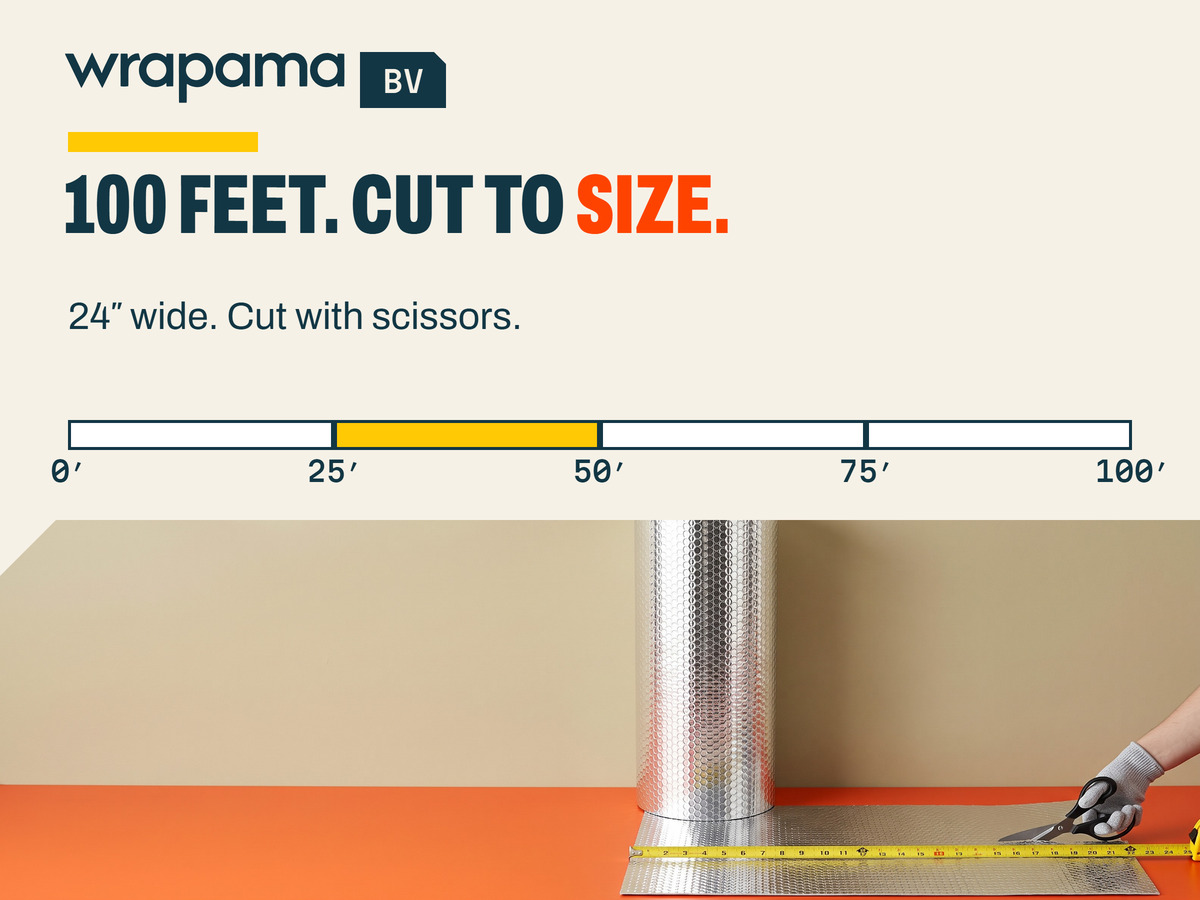 wrapama BV
100 FEET. CUT TO SIZE.
24″ wide. Cut with scissors.
0′ 25′ 50′ 75′ 100′